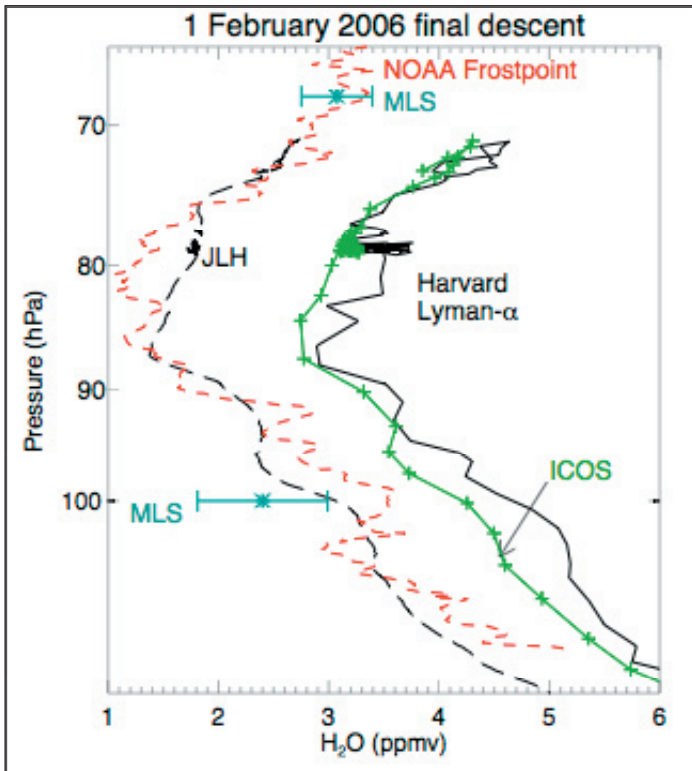 1 February 2006 final descent
NOAA Frostpoint
MLS
70
JLH
80
Harvard
Lyman-α
Pressure (hPa)
90
ICOS
MLS
100
1 2 3 4 5 6
H₂O (ppmv)